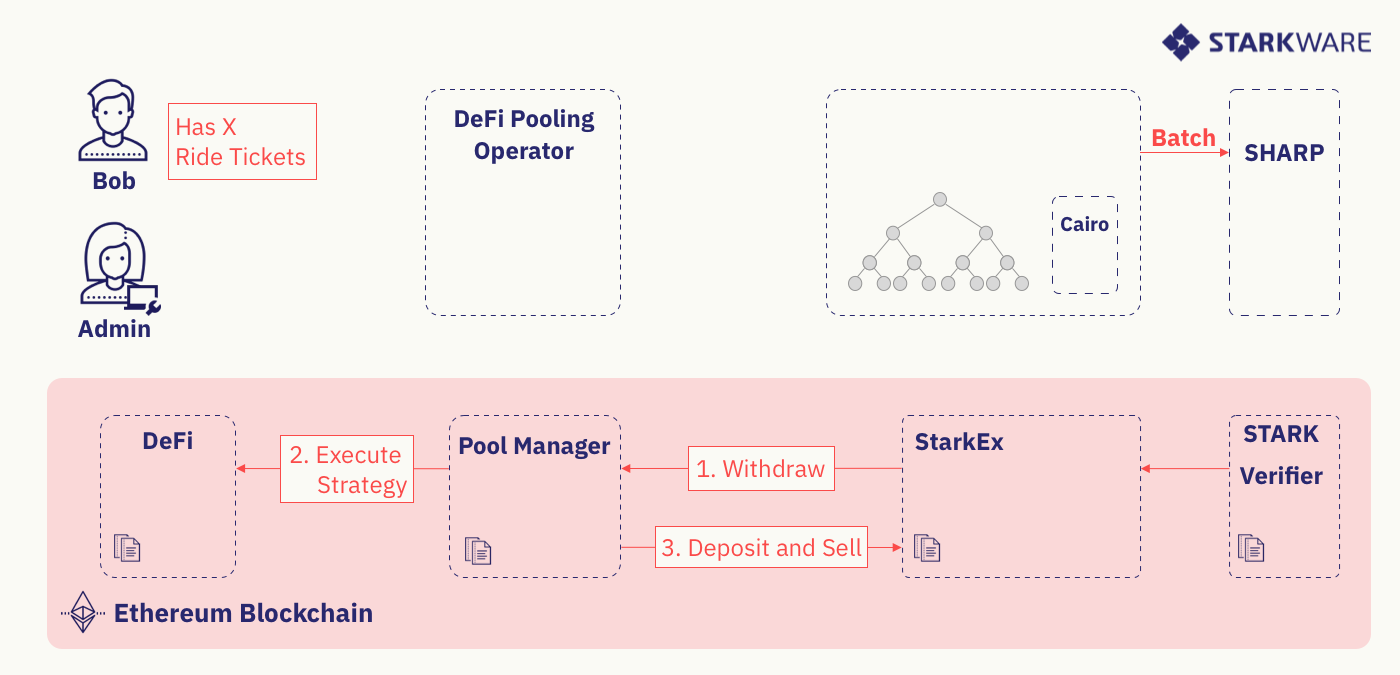 STARKWARE
Has X
Ride Tickets
Bob
Admin
DeFi Pooling
Operator
Cairo
Batch
SHARP
DeFi
2. Execute
Strategy
Pool Manager
1. Withdraw
3. Deposit and Sell
StarkEx
STARK
Verifier
Ethereum Blockchain